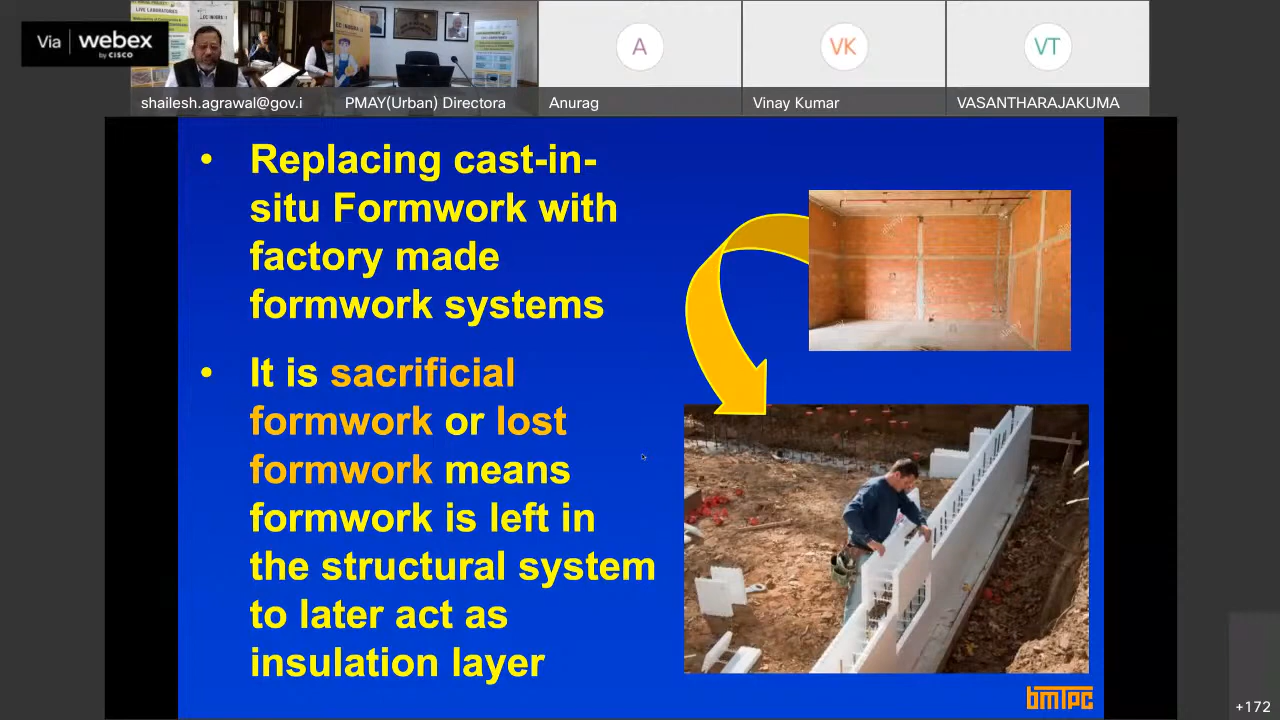 Via webex
by CISCO
LIVE LABORATORIES
shailesh.agrawal@gov.i
PMAY(Urban) Directora
A
Anurag
VK
Vinay Kumar
VT
VASANTHARAJAKUMA
• Replacing cast-in-
situ Formwork with
factory made
formwork systems
• It is sacrificial
formwork or lost
formwork means
formwork is left in
the structural system
to later act as
insulation layer
bmTPC
+172